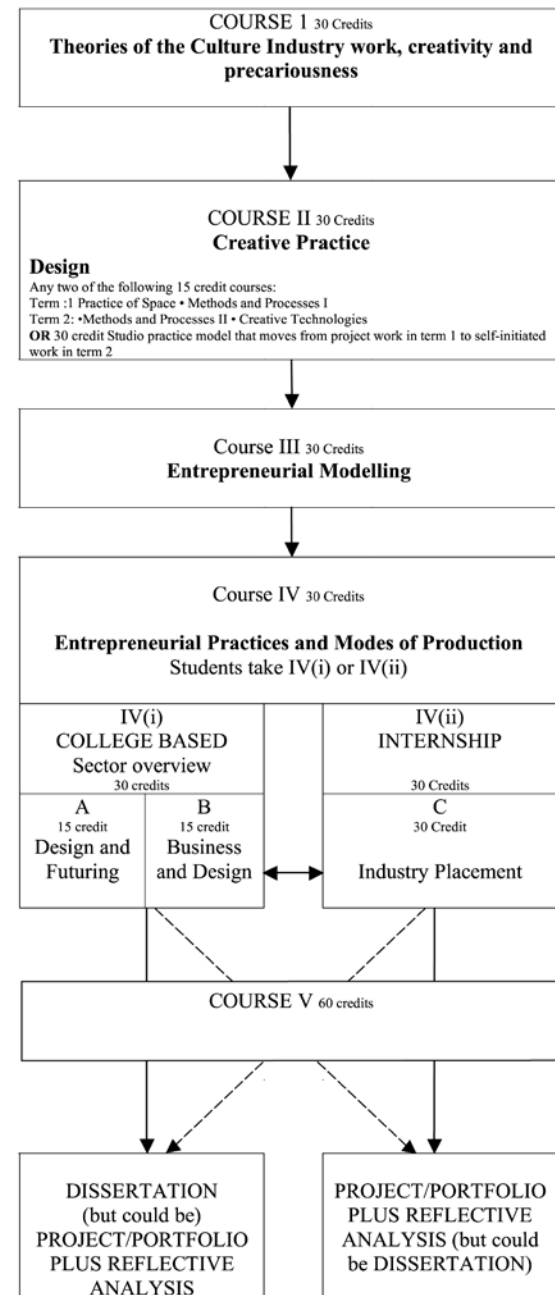 COURSE 1 30 Credits
Theories of the Culture Industry work, creativity and
precariousness
COURSE II 30 Credits
Creative Practice
Design
Any two of the following 15 credit courses:
Term :1 Practice of Space • Methods and Processes I
Term 2: •Methods and Processes II • Creative Technologies
OR 30 credit Studio practice model that moves from project work in term 1 to self-initiated
work in term 2
Course III 30 Credits
Entrepreneurial Modelling
Course IV 30 Credits
Entrepreneurial Practices and Modes of Production
Students take IV(i) or IV(ii)
IV(i)
COLLEGE BASED
Sector overview
30 credits
A
15 credit
Design and
Futuring
B
15 credit
Business
and Design
IV(ii)
INTERNSHIP
30 Credits
C
30 Credit
Industry Placement
COURSE V 60 credits
DISSERTATION
(but could be)
PROJECT/PORTFOLIO
PLUS REFLECTIVE
ANALYSIS
PROJECT/PORTFOLIO
PLUS REFLECTIVE
ANALYSIS (but could
be DISSERTATION)